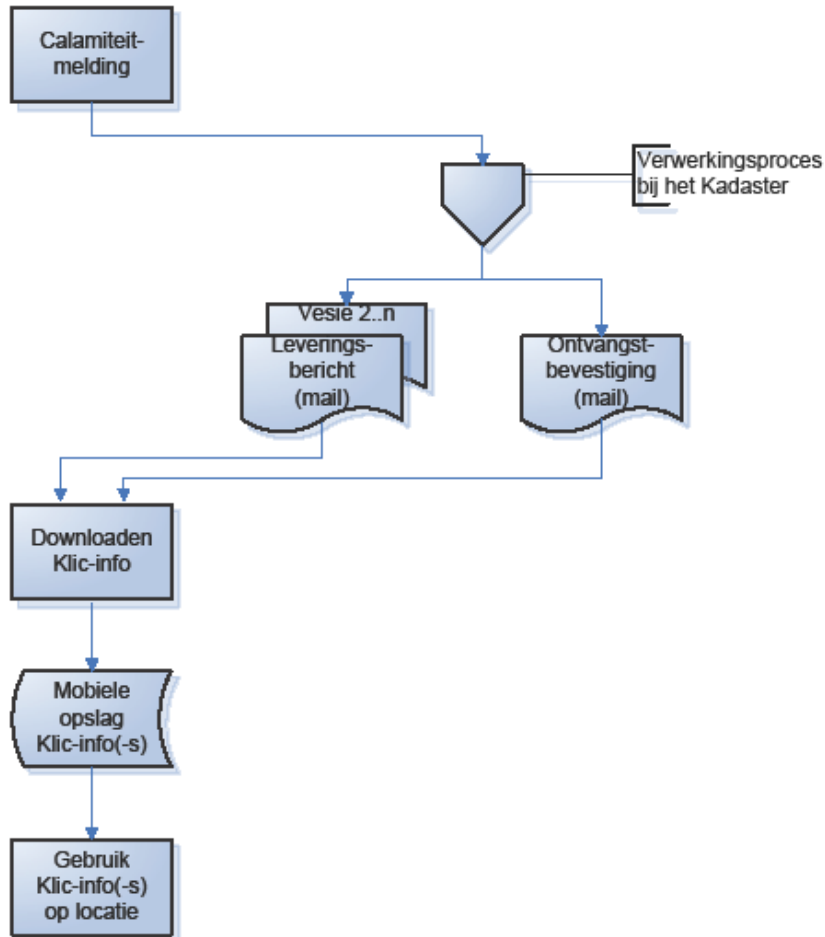 Calamiteit-
melding
Verwerkingsproces
bij het Kadaster
Vesie 2..n
Leverings-
bericht
(mail)
Ontvangst-
bevestiging
(mail)
Downloaden
Klic-info
Mobiele
opslag
Klic-info(-s)
Gebruik
Klic-info(-s)
op locatie